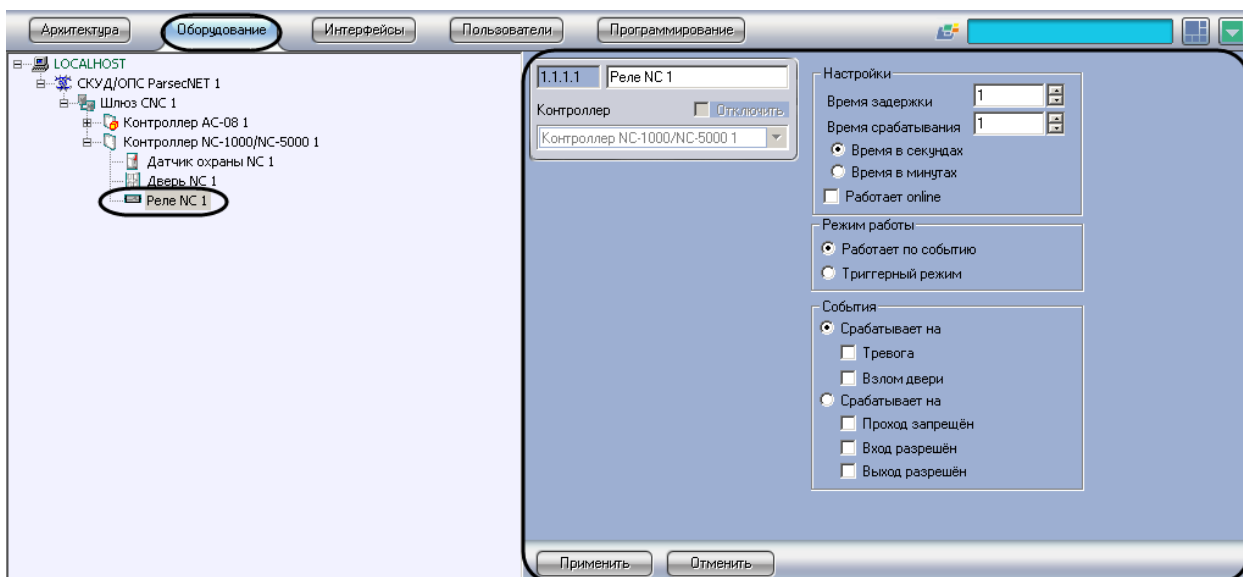 Архитектура
Оборудование
Интерфейсы
Пользователи
Программирование
LOCALHOST
СКУД/ОПС ParsecNET 1
Шлюз CNC 1
Контроллер AC-08 1
Контроллер NC-1000/NC-5000 1
Датчик охраны NC 1
Дверь NC 1
Реле NC 1
1.1.1.1
Реле NC 1
Контроллер
Отключить
Контроллер NC-1000/NC-5000 1
Настройки
Время задержки 1
Время срабатывания 1
Время в секундах
Время в минутах
Работает online
Режим работы
Работает по событию
Триггерный режим
События
Срабатывает на
Тревога
Взлом двери
Срабатывает на
Проход запрещён
Вход разрешён
Выход разрешён
Применить
Отменить